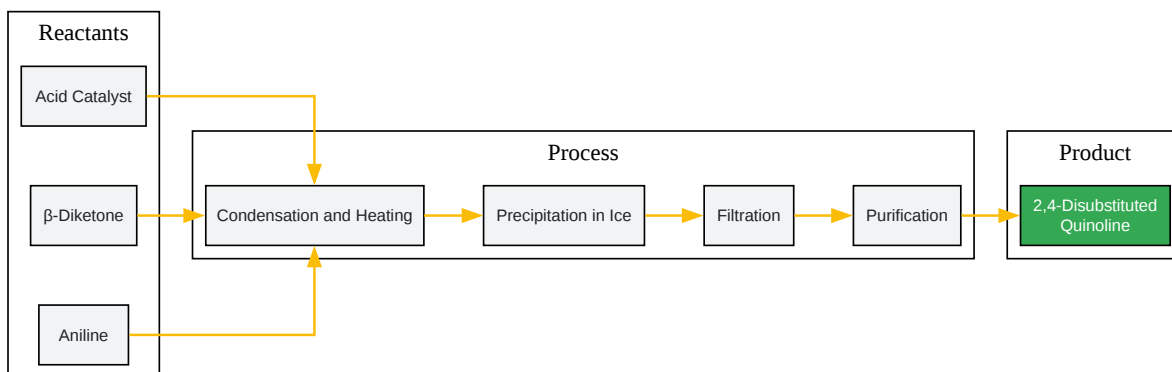 Reactants
Acid Catalyst
Process
Product
β-Diketone
Condensation and Heating
Precipitation in Ice
Filtration
Purification
2,4-Disubstituted
Quinoline
Aniline